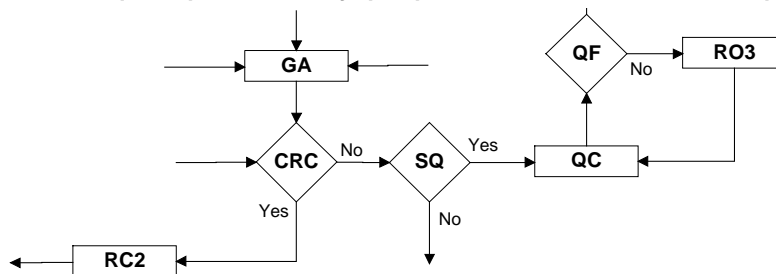 QF
RO3
GA
No
CRC
No
SQ
Yes
QC
Yes
No
RC2